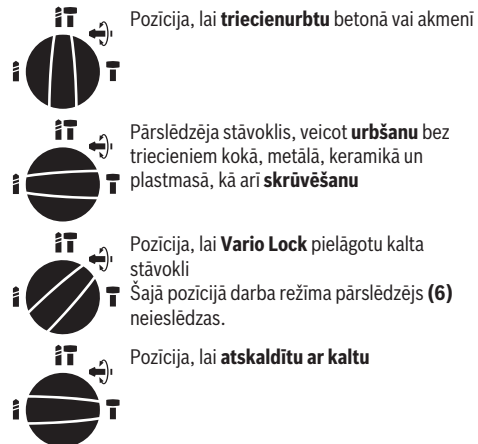 Pozīcija, lai triecienurbtu betonā vai akmenī
Pārslēdzēja stāvoklis, veicot urbšanu bez
triecieniem kokā, metālā, keramikā un
plastmasā, kā arī skrūvēšanu
Pozīcija, lai Vario Lock pielāgotu kalta
stāvokli
Šajā pozīcijā darba režīma pārslēdzējs (6)
neieslēdzas.
Pozīcija, lai atskaldītu ar kaltu